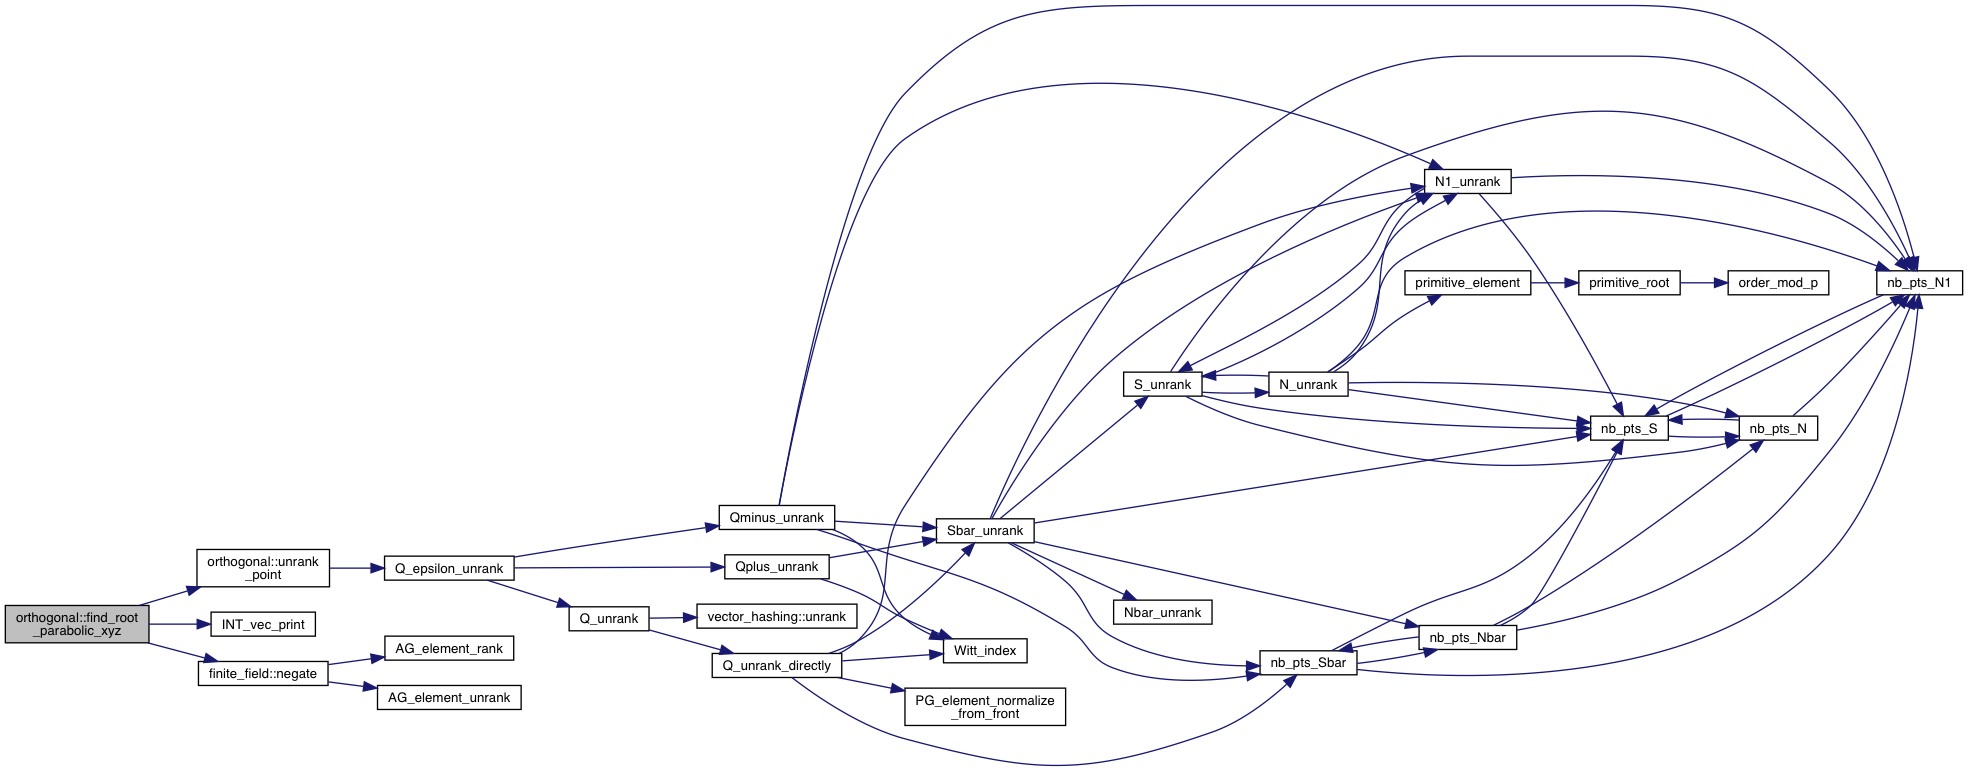 orthogonal::find_root
_parabolic_xyz
orthogonal::unrank
_point
INT_vec_print
finite_field::negate
Q_epsilon_unrank
AG_element_rank
AG_element_unrank
Q_unrank
Qminus_unrank
Qplus_unrank
vector_hashing::unrank
Q_unrank_directly
Sbar_unrank
Witt_index
PG_element_normalize
_from_front
S_unrank
Nbar_unrank
N_unrank
nb_pts_Sbar
N1_unrank
primitive_element
nb_pts_Nbar
primitive_root
nb_pts_S
order_mod_p
nb_pts_N
nb_pts_N1